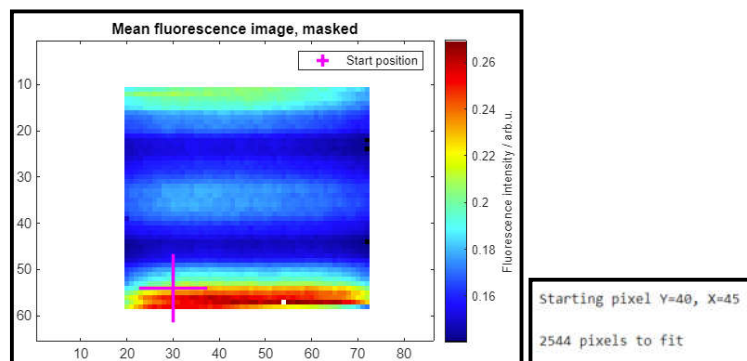 Mean fluorescence image, masked
Start position
10
20
30
40
50
60
10 20 30 40 50 60 70 80
0.26
0.24
0.22
0.2
0.18
0.16
Fluorescence Intensity / arb.u.
Starting pixel Y=40, X=45
2544 pixels to fit